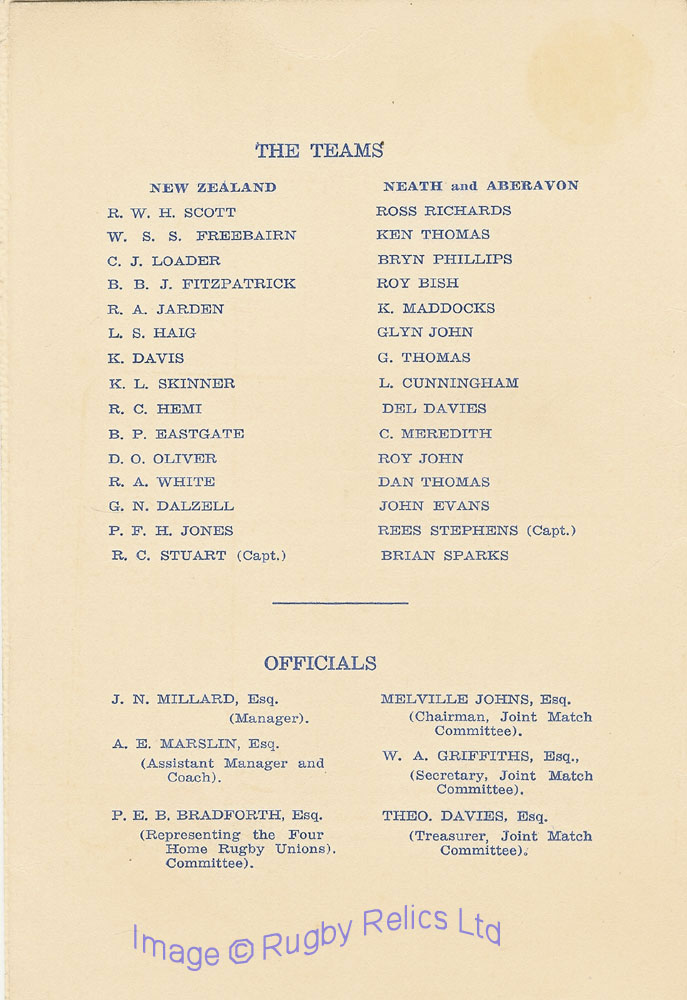 THE TEAMS
NEW ZEALAND
R. W. H. SCOTT
W. S. S. FREEBAIRN
C. J. LOADER
B. B. J. FITZPATRICK
R. A. JARDEN
L. S. HAIG
K. DAVIS
K. L. SKINNER
R. C. HEMI
B. P. EASTGATE
D. O. OLIVER
R. A. WHITE
G. N. DALZELL
P. F. H. JONES
R. C. STUART (Capt.)
NEATH and ABERAVON
ROSS RICHARDS
KEN THOMAS
BRYN PHILLIPS
ROY BISH
K. MADDOCKS
GLYN JOHN
G. THOMAS
L. CUNNINGHAM
DEL DAVIES
C. MEREDITH
ROY JOHN
DAN THOMAS
JOHN EVANS
REES STEPHENS (Capt.)
BRIAN SPARKS
OFFICIALS
J. N. MILLARD, Esq.
(Manager).
A. E. MARSLIN, Esq.
(Assistant Manager and
Coach).
P. E. B. BRADFORTH, Esq.
(Representing the Four
Home Rugby Unions).
Committee).
MELVILLE JOHNS, Esq.
(Chairman, Joint Match
Committee).
W. A. GRIFFITHS, Esq.,
(Secretary, Joint Match
Committee).
THEO. DAVIES, Esq.
(Treasurer, Joint Match
Committee).
Image © Rugby Relics Ltd